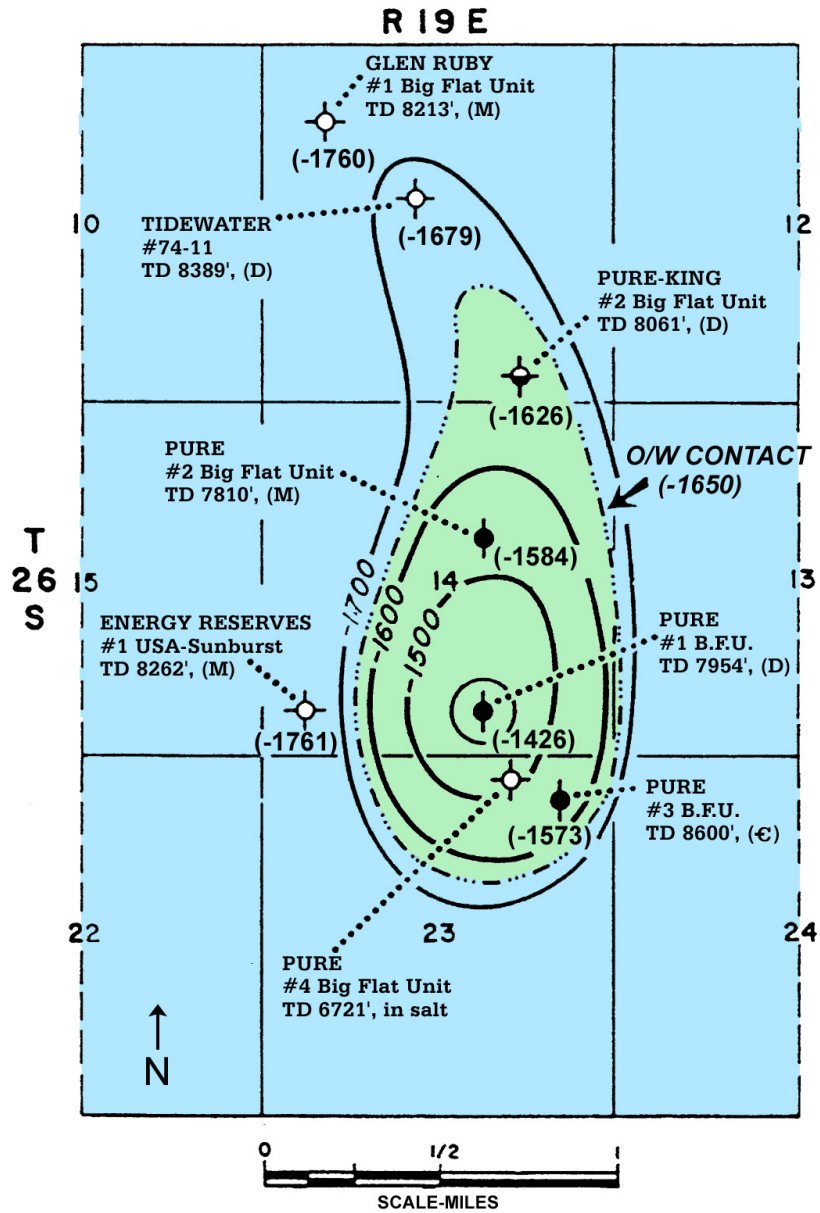 R 19 E
GLEN RUBY
#1 Big Flat Unit
TD 8213', (M)
(-1760)
10
12
TIDEWATER
#74-11
TD 8389', (D)
(-1679)
PURE-KING
#2 Big Flat Unit
TD 8061', (D)
(-1626)
PURE
#2 Big Flat Unit
TD 7810', (M)
O/W CONTACT
(-1650)
(-1584)
T
26
S
15
14
13
-1700
-1600
-1500
ENERGY RESERVES
#1 USA-Sunburst
TD 8262', (M)
(-1761)
PURE
#1 B.F.U.
TD 7954', (D)
(-1426)
PURE
#3 B.F.U.
TD 8600', (€)
(-1573)
22
23
24
PURE
#4 Big Flat Unit
TD 6721', in salt
N
0 1/2 1
SCALE-MILES